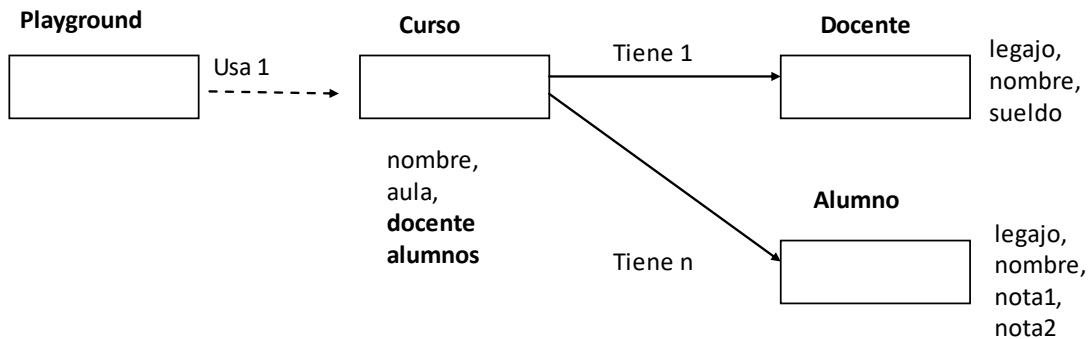 Playground
Usa 1
Curso
nombre,
aula,
docente
alumnos
Tiene 1
Docente
legajo,
nombre,
sueldo
Tiene n
Alumno
legajo,
nombre,
nota1,
nota2